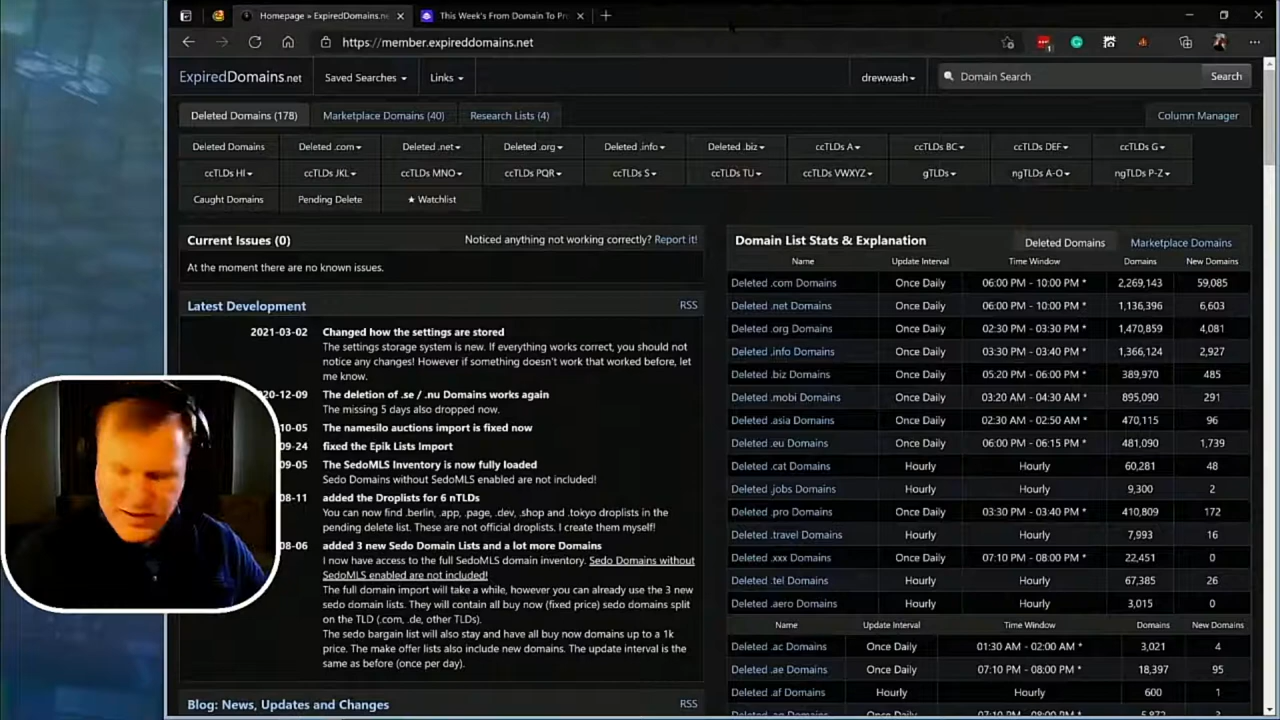 Homepage » ExpiredDomains.ne
This Week's From Domain To Pr
https://member.expireddomains.net
ExpiredDomains.net
Saved Searches
Links
drewwash
Domain Search
Search
Deleted Domains (178)
Marketplace Domains (40)
Research Lists (4)
Column Manager
Deleted Domains
Deleted .com
Deleted .net
Deleted .org
Deleted .info
Deleted .biz
ccTLDs A
ccTLDs BC
ccTLDs DEF
ccTLDs G
ccTLDs HI
ccTLDs JKL
ccTLDs MNO
ccTLDs PQR
ccTLDs S
ccTLDs TU
ccTLDs VWXYZ
gTLDs
ngTLDs A-O
ngTLDs P-Z
Caught Domains
Pending Delete
★ Watchlist
Current Issues (0)
Noticed anything not working correctly? Report it!
At the moment there are no known issues.
Latest Development
RSS
2021-03-02 Changed how the settings are stored
The settings storage system is new. If everything works correct, you should not
notice any changes! However if something doesn't work that worked before, let
me know.
20-12-09 The deletion of .se / .nu Domains works again
The missing 5 days also dropped now.
10-05 The namesilo auctions import is fixed now
09-24 fixed the Epik Lists Import
09-05 The SedoMLS Inventory is now fully loaded
Sedo Domains without SedoMLS enabled are not included!
08-11 added the Droplists for 6 nTLDs
You can now find .berlin, .app, .page, .dev, .shop and .tokyo droplists in the
pending delete list. These are not official droplists. I create them myself!
08-06 added 3 new Sedo Domain Lists and a lot more Domains
I now have access to the full SedoMLS domain inventory. Sedo Domains without
SedoMLS enabled are not included!
The full domain import will take a while, however you can already use the 3 new
sedo domain lists. They will contain all buy now (fixed price) sedo domains split
on the TLD (.com, .de, other TLDs).
The sedo bargain list will also stay and have all buy now domains up to a 1k
price. The make offer lists also include new domains. The update interval is the
same as before (once per day).
Blog: News, Updates and Changes
RSS
Domain List Stats & Explanation
Deleted Domains
Marketplace Domains
Name Update Interval Time Window Domains New Domains
Deleted .com Domains Once Daily 06:00 PM - 10:00 PM * 2,269,143 59,085
Deleted .net Domains Once Daily 06:00 PM - 10:00 PM * 1,136,396 6,603
Deleted .org Domains Once Daily 02:30 PM - 03:30 PM * 1,470,859 4,081
Deleted .info Domains Once Daily 03:30 PM - 03:40 PM * 1,366,124 2,927
Deleted .biz Domains Once Daily 05:20 PM - 06:00 PM * 389,970 485
Deleted .mobi Domains Once Daily 03:20 AM - 04:30 AM * 895,090 291
Deleted .asia Domains Once Daily 02:30 AM - 02:50 AM * 470,115 96
Deleted .eu Domains Once Daily 06:00 PM - 06:15 PM * 481,090 1,739
Deleted .cat Domains Hourly Hourly 60,281 48
Deleted .jobs Domains Hourly Hourly 9,300 2
Deleted .pro Domains Once Daily 03:30 PM - 03:40 PM * 410,809 172
Deleted .travel Domains Hourly Hourly 7,993 16
Deleted .xxx Domains Once Daily 07:10 PM - 08:00 PM * 22,451 0
Deleted .tel Domains Hourly Hourly 67,385 26
Deleted .aero Domains Hourly Hourly 3,015 0
Name Update Interval Time Window Domains New Domains
Deleted .ac Domains Once Daily 01:30 AM - 02:00 AM * 3,021 4
Deleted .ae Domains Once Daily 07:10 PM - 08:00 PM * 18,397 95
Deleted .af Domains Hourly Hourly 600 1